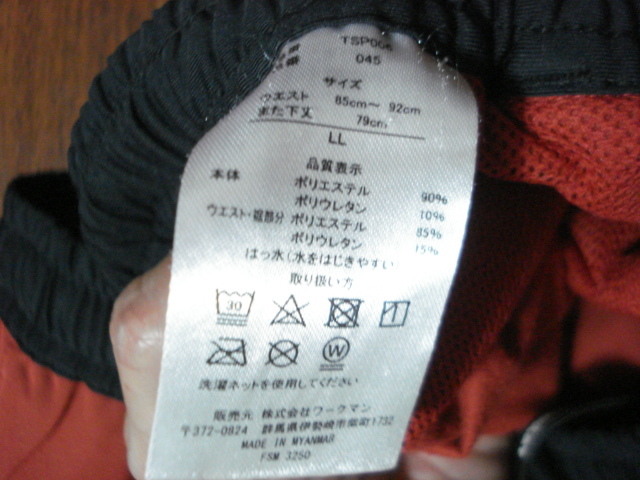 TSP006
045
サイズ
ウエスト 85cm～ 92cm
また下丈 79cm
LL
品質表示
本体 ポリエステル 90%
ポリウレタン 10%
ウエスト・裾部分 ポリエステル 85%
ポリウレタン 15%
はっ水(水をはじきやすい
取り扱い方
30
W
洗濯ネットを使用してください
販売元 株式会社ワークマン
〒372-0824 群馬県伊勢崎市柴町1732
MADE IN MYANMAR
FSM 3250